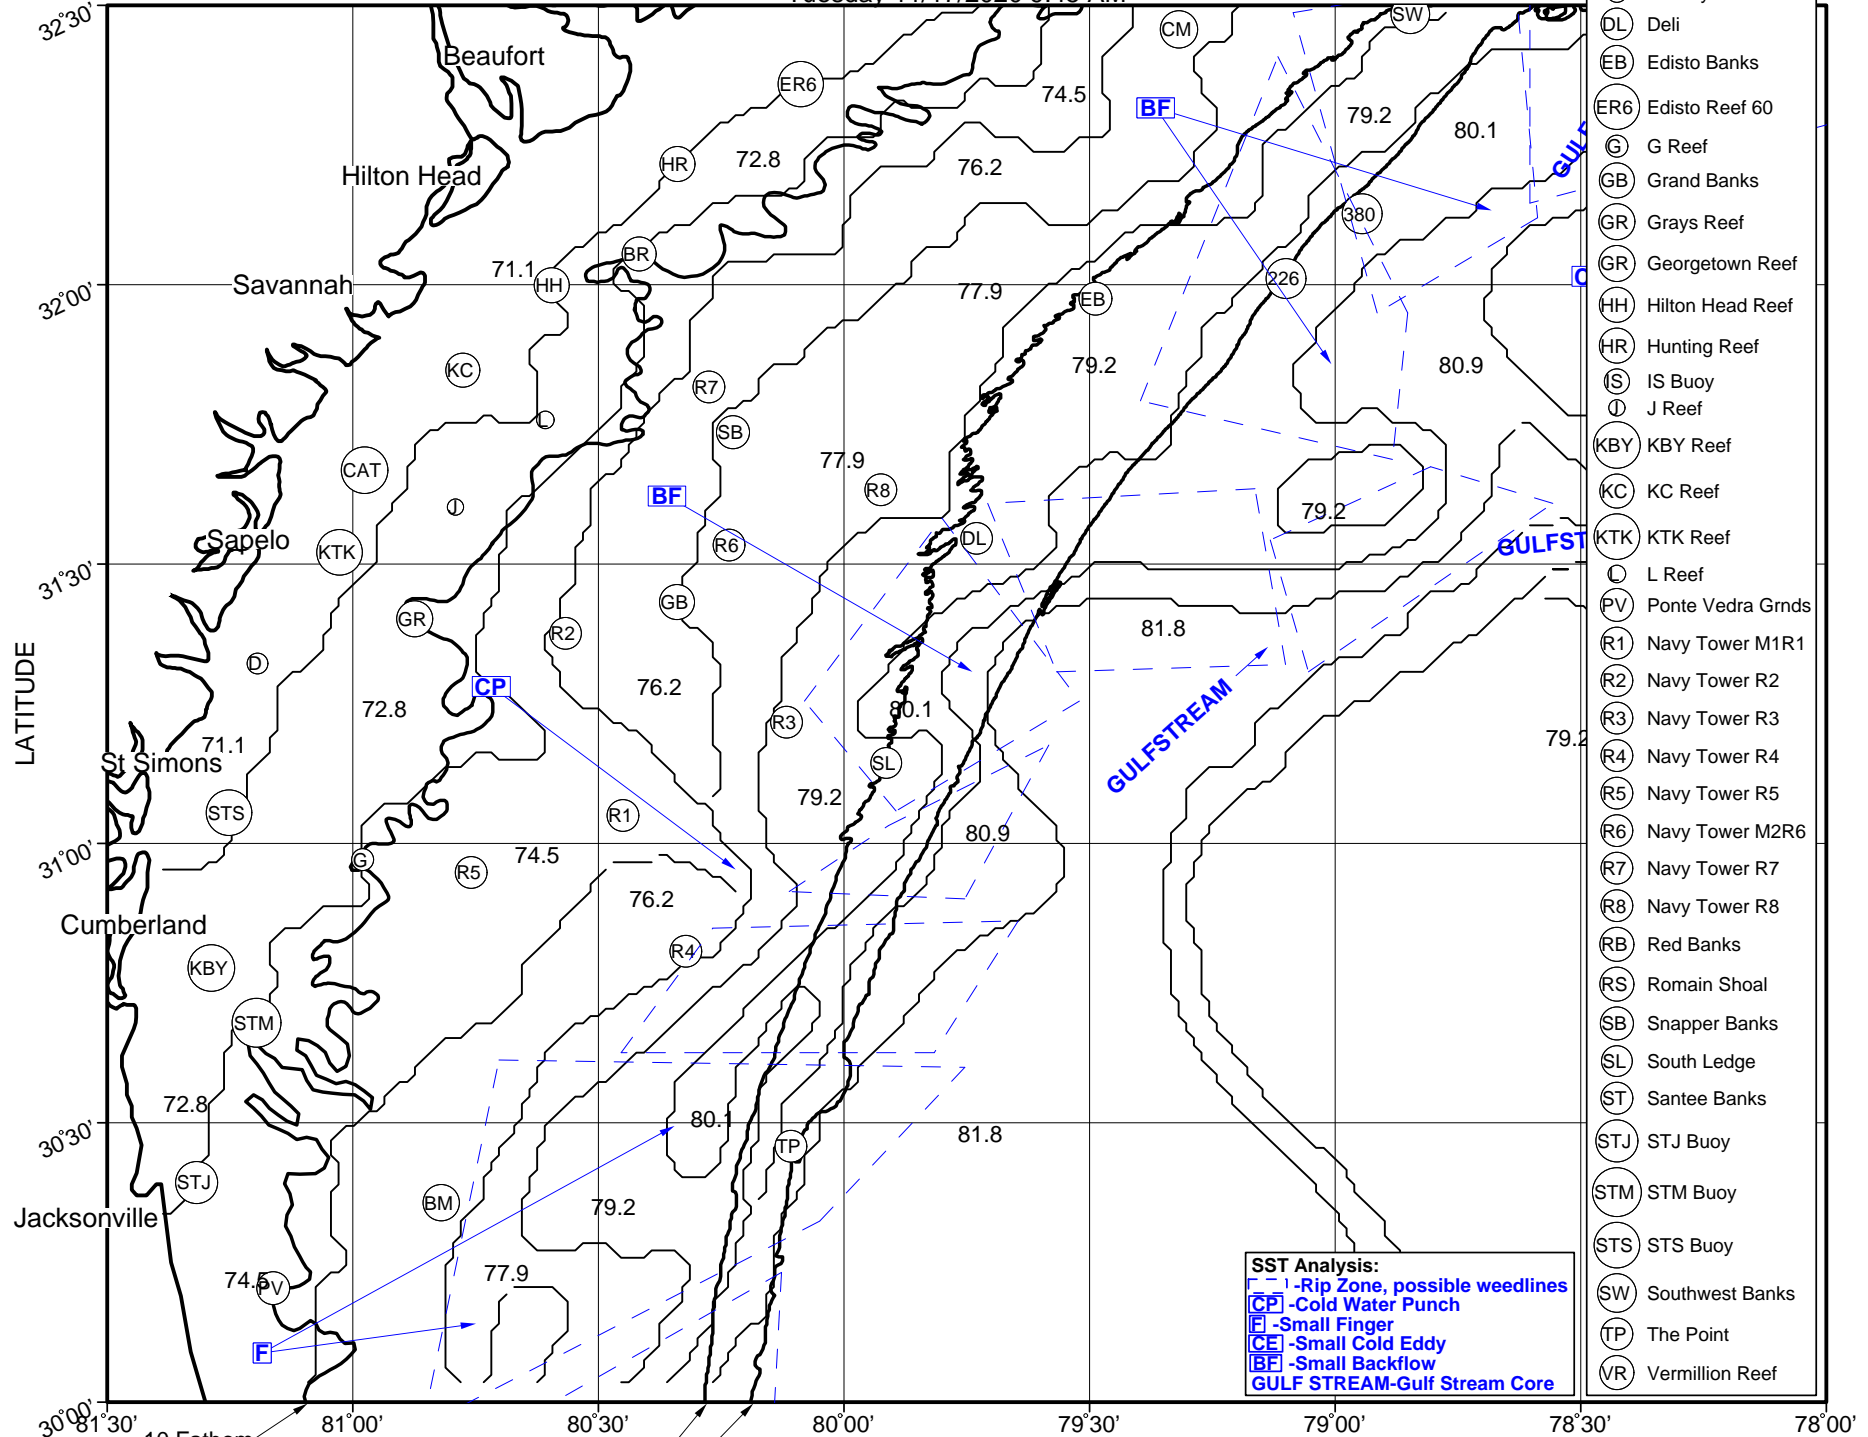 32°30'
32°00'
31°30'
31°00'
30°30'
30°00'
LATITUDE
81°30'
81°00'
80°30'
80°00'
79°30'
79°00'
78°30'
78°00'
Beaufort
Hilton Head
Savannah
Sapelo
St Simons
Cumberland
Jacksonville
CM
SW
ER6
HR
BR
HH
KC
L
CAT
J
KTK
GR
D
STS
G
KBY
STM
STJ
PV
BM
R7
SB
R8
R6
GB
R2
R3
R1
R5
R4
SL
DL
EB
380
226
TP
74.5
79.2
80.1
72.8
76.2
71.1
77.9
79.2
80.9
77.9
79.2
81.8
76.2
72.8
80.1
71.1
79.2
79.2
80.9
74.5
76.2
72.8
80.1
81.8
79.2
77.9
74.5
BF
BF
CP
F
GULFST
GULFSTREAM
DL Deli
EB Edisto Banks
ER6 Edisto Reef 60
G G Reef
GB Grand Banks
GR Grays Reef
GR Georgetown Reef
HH Hilton Head Reef
HR Hunting Reef
IS IS Buoy
J J Reef
KBY KBY Reef
KC KC Reef
KTK KTK Reef
L L Reef
PV Ponte Vedra Grnds
R1 Navy Tower M1R1
R2 Navy Tower R2
R3 Navy Tower R3
R4 Navy Tower R4
R5 Navy Tower R5
R6 Navy Tower M2R6
R7 Navy Tower R7
R8 Navy Tower R8
RB Red Banks
RS Romain Shoal
SB Snapper Banks
SL South Ledge
ST Santee Banks
STJ STJ Buoy
STM STM Buoy
STS STS Buoy
SW Southwest Banks
TP The Point
VR Vermillion Reef
SST Analysis:
-Rip Zone, possible weedlines
CP -Cold Water Punch
F -Small Finger
CE -Small Cold Eddy
BF -Small Backflow
GULF STREAM-Gulf Stream Core